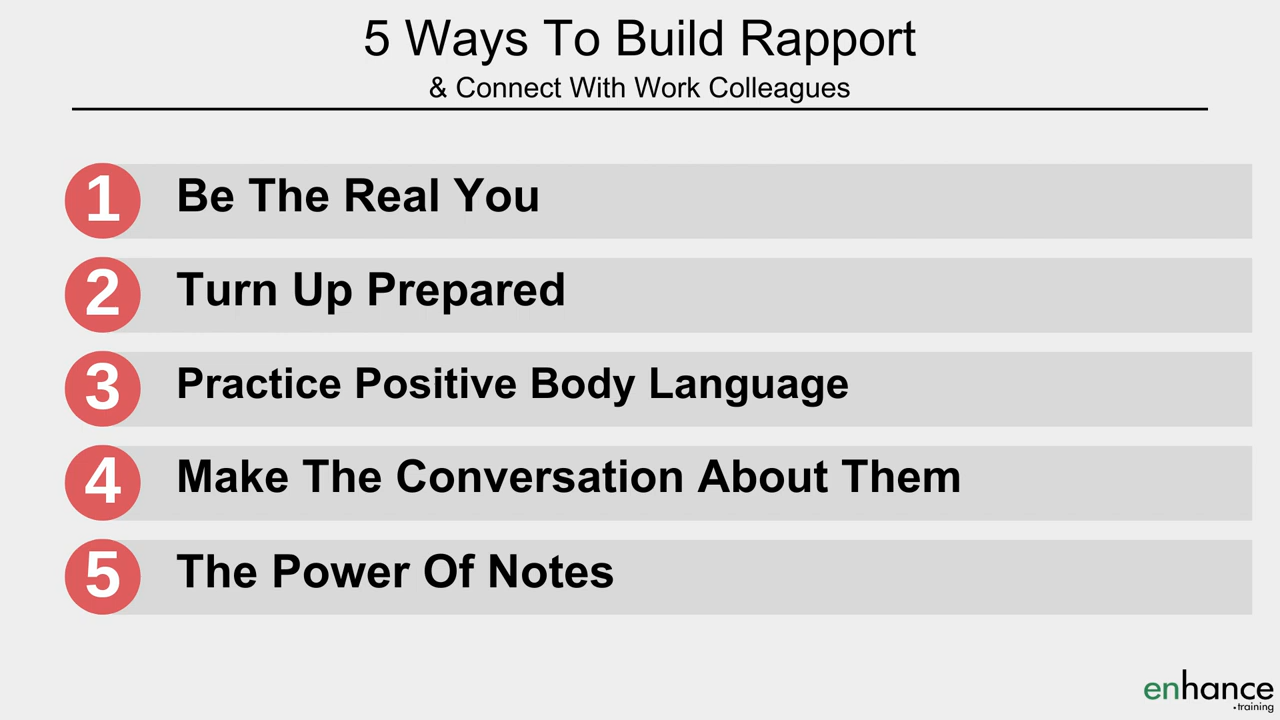 5 Ways To Build Rapport
& Connect With Work Colleagues
1 Be The Real You
2 Turn Up Prepared
3 Practice Positive Body Language
4 Make The Conversation About Them
5 The Power Of Notes
enhance
.training